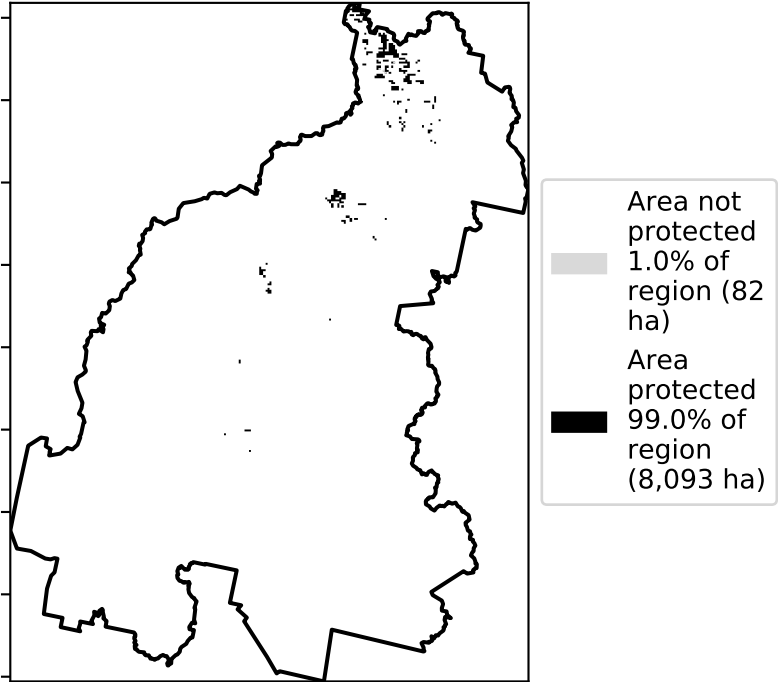 Area not
protected
1.0% of
region (82
ha)
Area
protected
99.0% of
region
(8,093 ha)